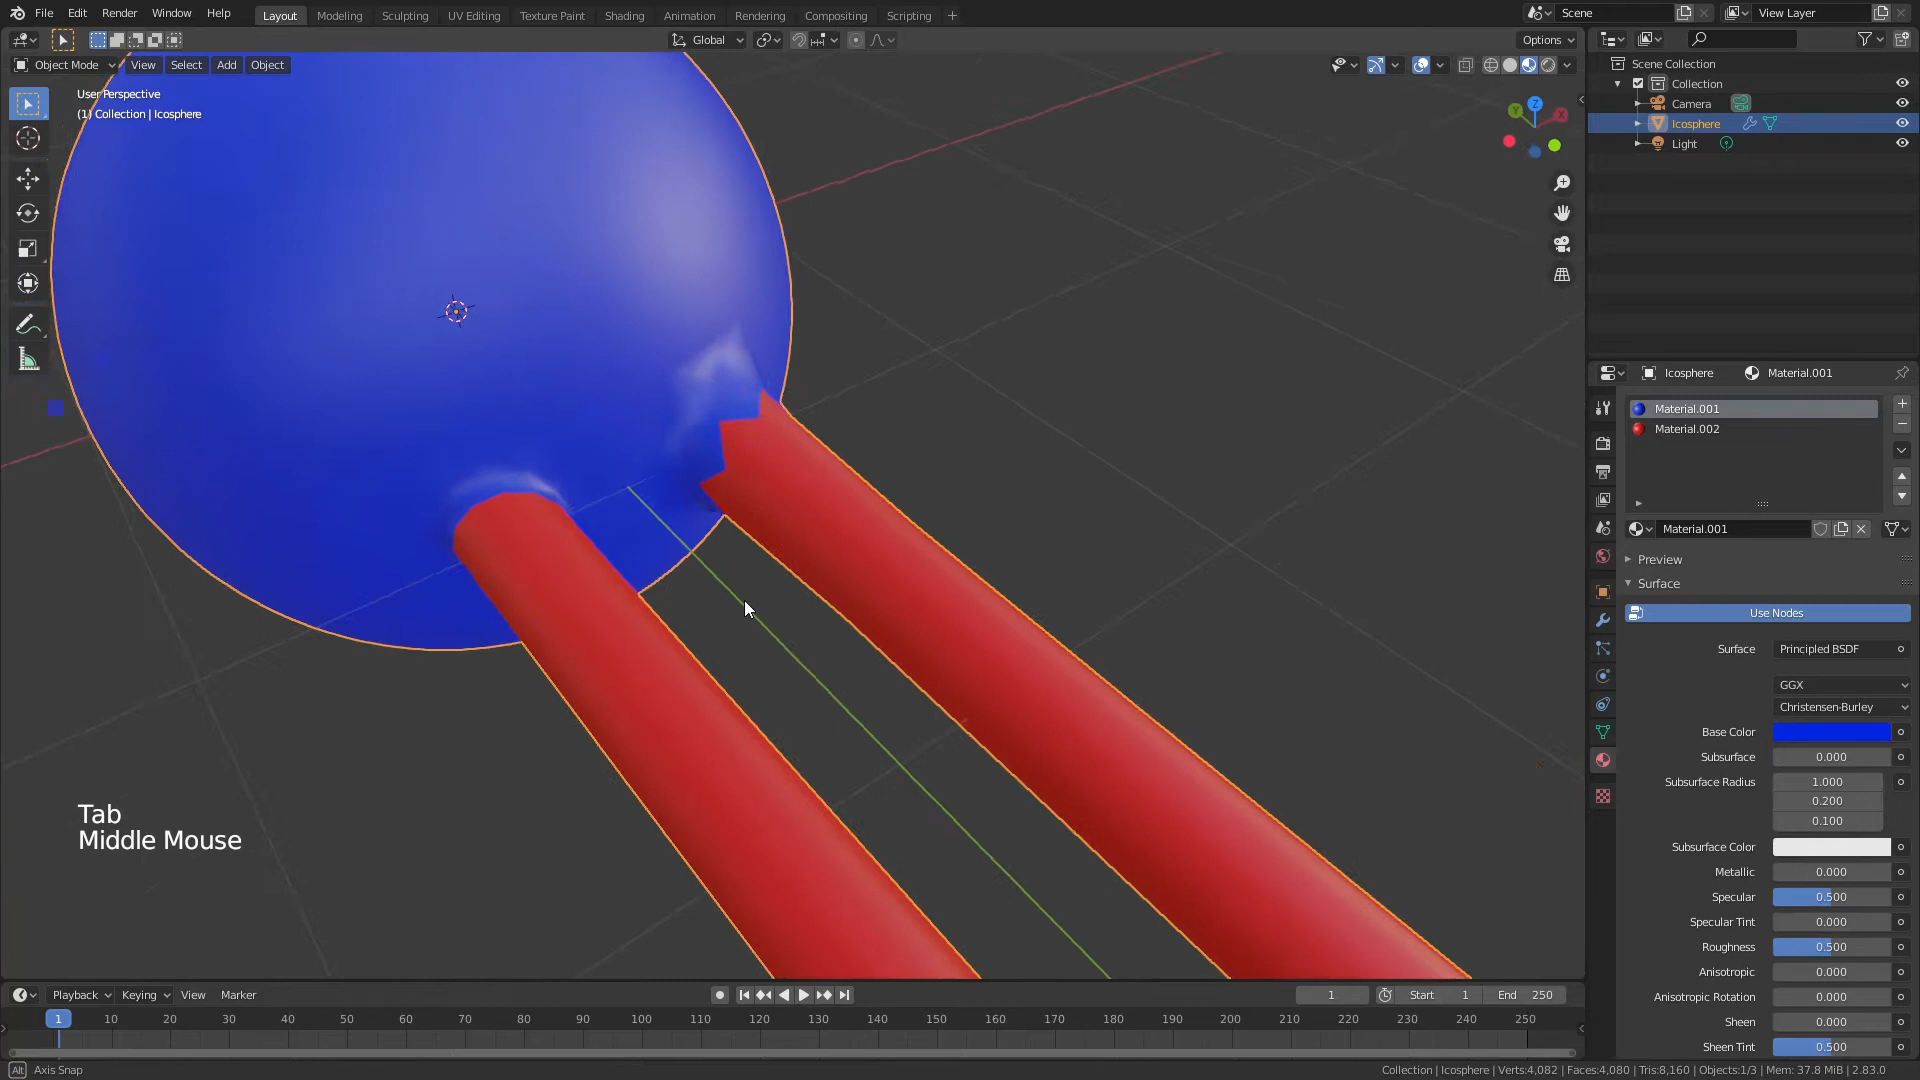 File Edit Render Window Help
Layout Modeling Sculpting UV Editing Texture Paint Shading Animation Rendering Compositing Scripting +
Scene
View Layer
Global
Options
Object Mode View Select Add Object
User Perspective
(1) Collection | Icosphere
Z
Y
X
Scene Collection
Collection
Camera
Icosphere
Light
Icosphere Material.001
Material.001
Material.002
Material.001
Preview
Surface
Use Nodes
Surface Principled BSDF
GGX
Christensen-Burley
Base Color
Subsurface 0.000
Subsurface Radius 1.000
0.200
0.100
Subsurface Color
Metallic 0.000
Specular 0.500
Specular Tint 0.000
Roughness 0.500
Anisotropic 0.000
Anisotropic Rotation 0.000
Sheen 0.000
Sheen Tint 0.500
Tab
Middle Mouse
Playback Keying View Marker
1 Start 1 End 250
1 10 20 30 40 50 60 70 80 90 100 110 120 130 140 150 160 170 180 190 200 210 220 230 240 250
Alt Axis Snap
Collection | Icosphere | Verts:4,082 | Faces:4,080 | Tris:8,160 | Objects:1/3 | Mem: 37.8 MiB | 2.83.0